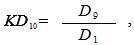 KD₁₀ = D₉ / D₁ ,